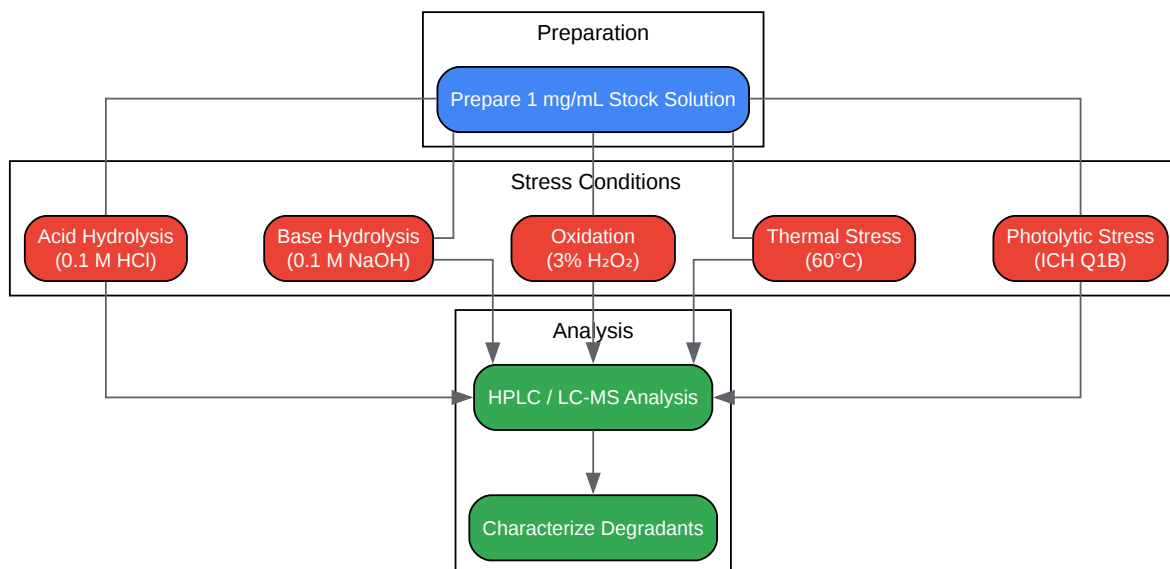 Preparation
Prepare 1 mg/mL Stock Solution
Stress Conditions
Acid Hydrolysis
(0.1 M HCl)
Base Hydrolysis
(0.1 M NaOH)
Oxidation
(3% H₂O₂)
Thermal Stress
(60°C)
Photolytic Stress
(ICH Q1B)
Analysis
HPLC / LC-MS Analysis
Characterize Degradants